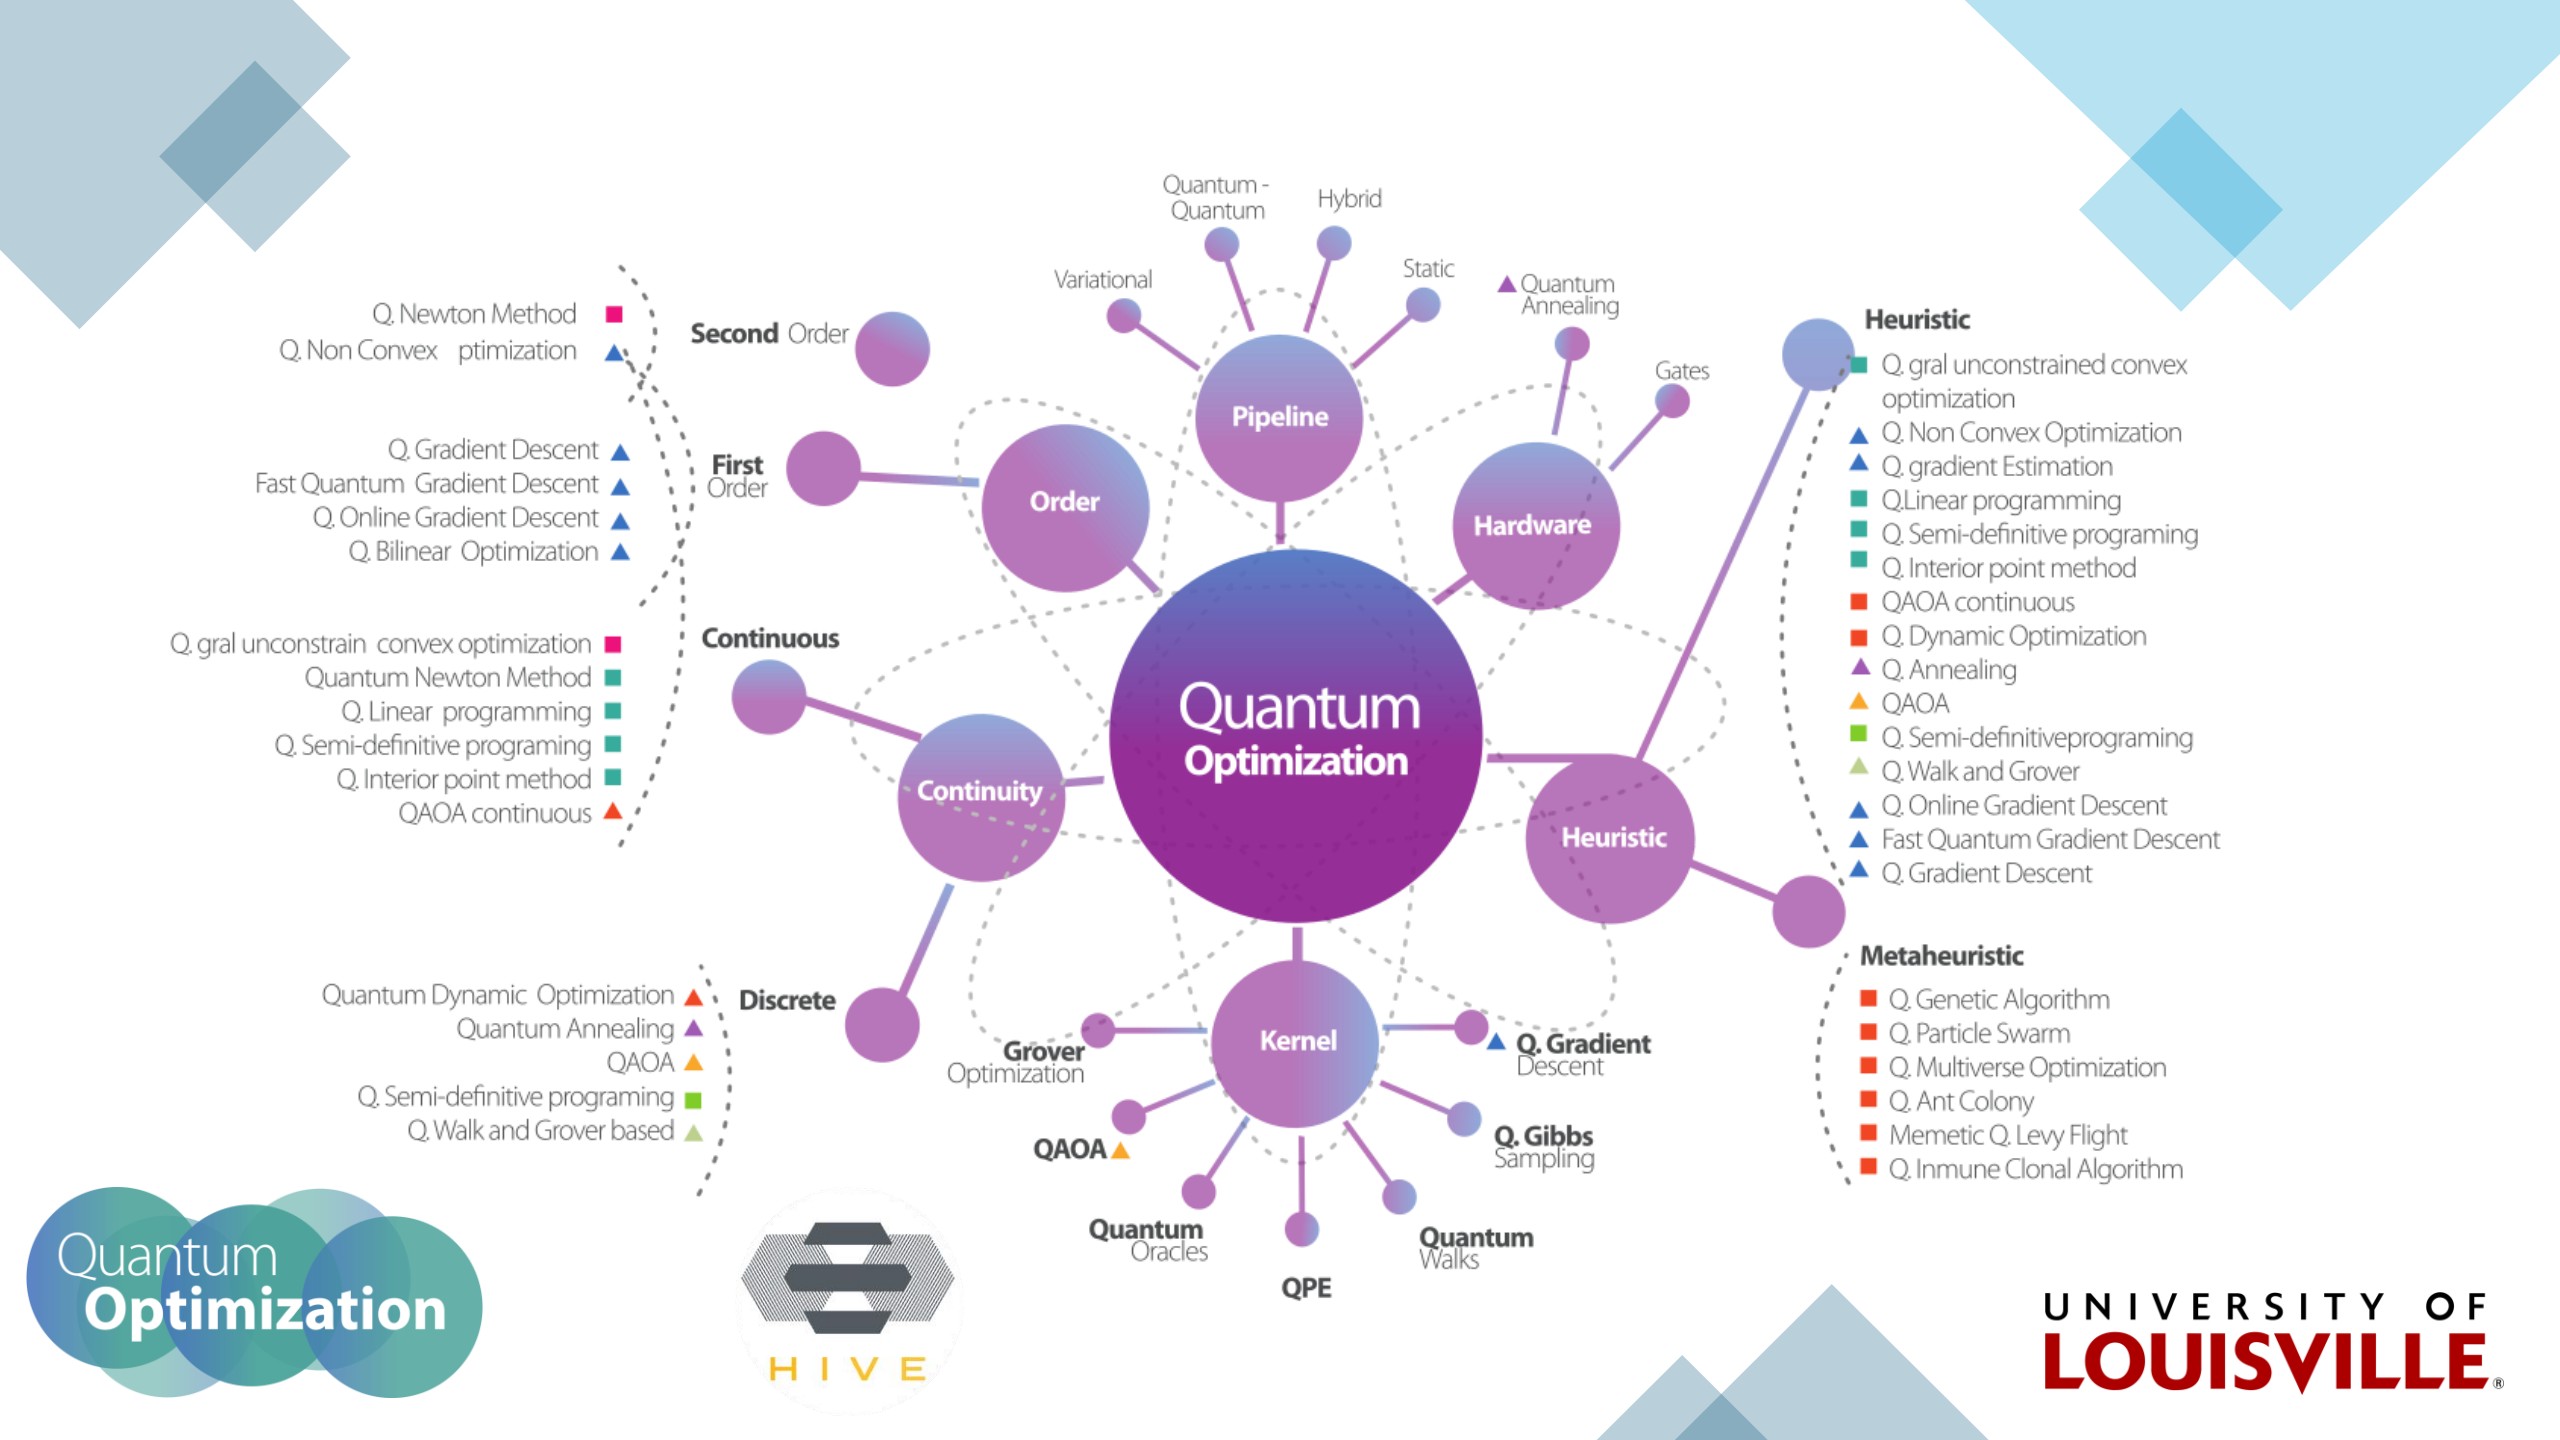 Quantum -
Quantum
Hybrid
Variational
Static
Quantum
Annealing
Gates
Pipeline
Hardware
Order
Second Order
First
Order
Q. Newton Method
Q. Non Convex ptimization
Q. Gradient Descent
Fast Quantum Gradient Descent
Q. Online Gradient Descent
Q. Bilinear Optimization
Continuous
Q. gral unconstrain convex optimization
Quantum Newton Method
Q. Linear programming
Q. Semi-definitive programing
Q. Interior point method
QAOA continuous
Continuity
Quantum
Optimization
Discrete
Quantum Dynamic Optimization
Quantum Annealing
QAOA
Q. Semi-definitive programing
Q. Walk and Grover based
Heuristic
Heuristic
Q. gral unconstrained convex
optimization
Q. Non Convex Optimization
Q. gradient Estimation
Q.Linear programming
Q. Semi-definitive programing
Q. Interior point method
QAOA continuous
Q. Dynamic Optimization
Q. Annealing
QAOA
Q. Semi-definitiveprograming
Q. Walk and Grover
Q. Online Gradient Descent
Fast Quantum Gradient Descent
Q. Gradient Descent
Metaheuristic
Q. Genetic Algorithm
Q. Particle Swarm
Q. Multiverse Optimization
Q. Ant Colony
Memetic Q. Levy Flight
Q. Inmune Clonal Algorithm
Kernel
Grover
Optimization
QAOA
Quantum
Oracles
QPE
Quantum
Walks
Q. Gibbs
Sampling
Q. Gradient
Descent
Quantum
Optimization
HIVE
UNIVERSITY OF
LOUISVILLE®